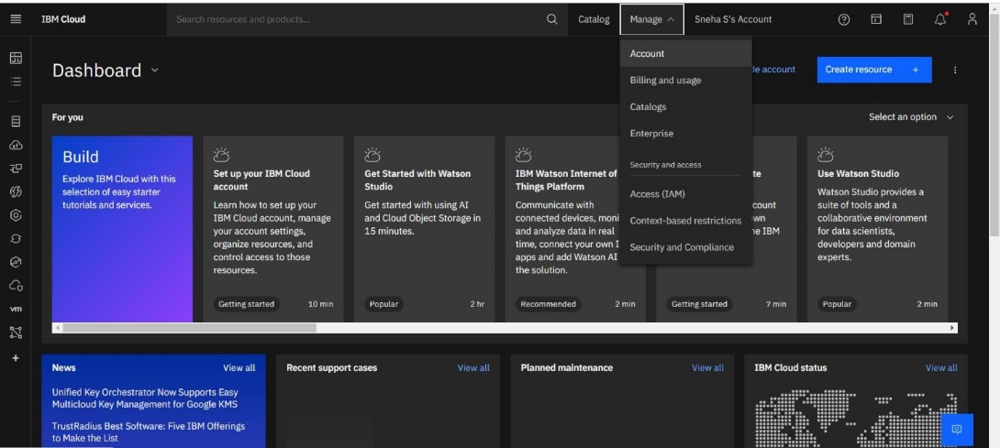 IBM Cloud
Search resources and products...
Catalog
Manage
Sneha S's Account
Account
Billing and usage
Catalogs
Enterprise
Security and access
Access (IAM)
Context-based restrictions
Security and Compliance
Dashboard
de account
Create resource +
For you
Select an option
Build
Explore IBM Cloud with this
selection of easy starter
tutorials and services.
Set up your IBM Cloud
account
Learn how to set up your
IBM Cloud account, manage
your account settings,
organize resources, and
control access to those
resources.
Getting started
10 min
Get Started with Watson
Studio
Get started with using AI
and Cloud Object Storage in
15 minutes.
Popular
2 hr
IBM Watson Internet of
Things Platform
Communicate with
connected devices, moni
and analyze data in real
time, connect your own I
apps and add Watson AI
the solution.
Recommended
2 min
te
count
wn
e IBM
Getting started
7 min
Use Watson Studio
Watson Studio provides a
suite of tools and a
collaborative environment
for data scientists,
developers and domain
experts.
Popular
2 min
vm
News
View all
Unified Key Orchestrator Now Supports Easy
Multicloud Key Management for Google KMS
TrustRadius Best Software: Five IBM Offerings
to Make the List
Recent support cases
View all
Planned maintenance
View all
IBM Cloud status
View all